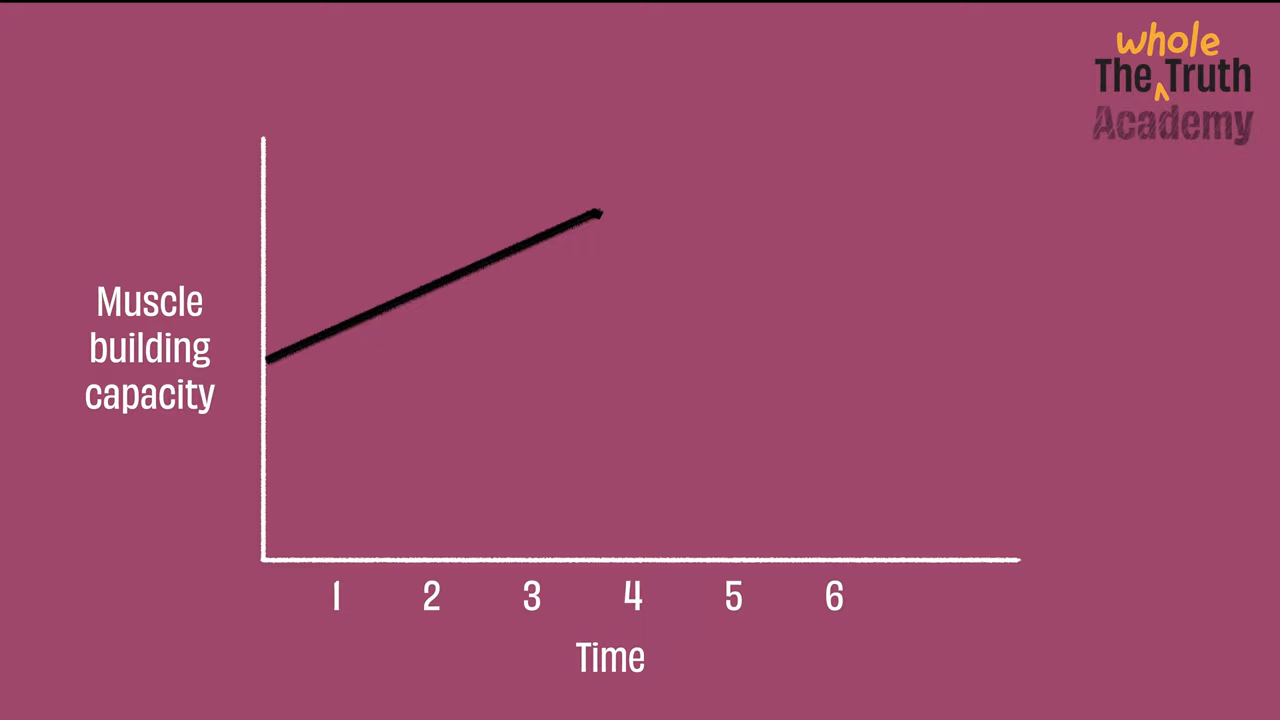 whole
The Truth
Academy
Muscle
building
capacity
1 2 3 4 5 6
Time